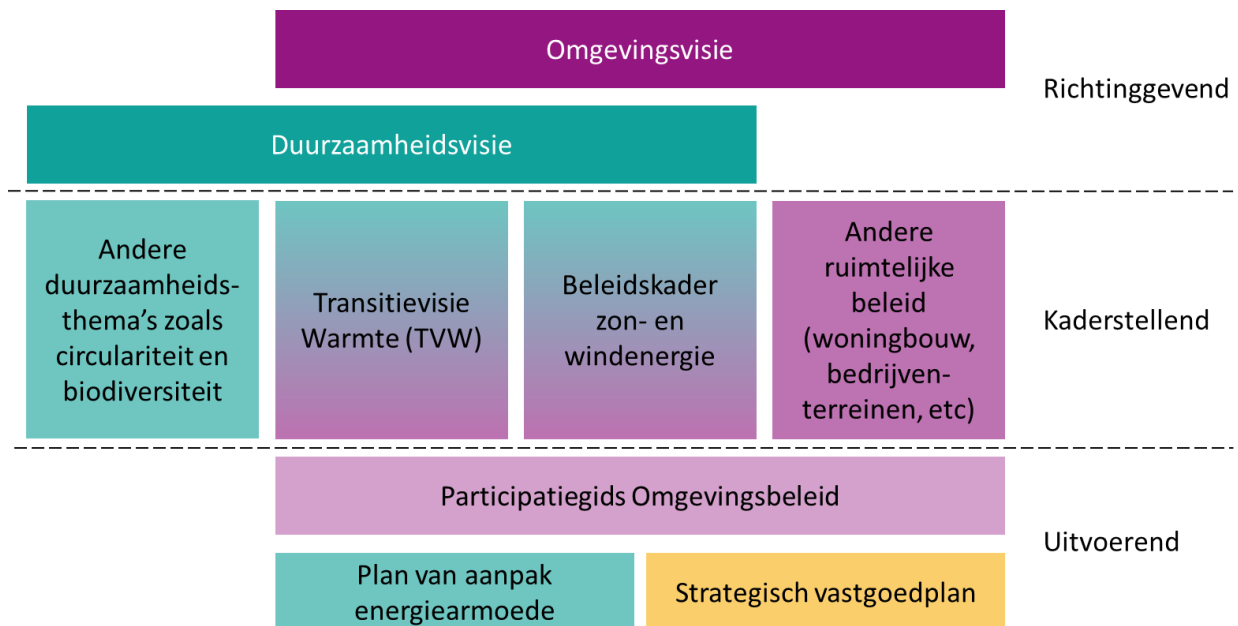 Omgevingsvisie
Richtinggevend
Duurzaamheidsvisie
Andere
duurzaamheids-
thema's zoals
circulariteit en
biodiversiteit
Transitievisie
Warmte (TVW)
Beleidskader
zon- en
windenergie
Andere
ruimtelijke
beleid
(woningbouw,
bedrijven-
terreinen, etc)
Kaderstellend
Participatiegids Omgevingsbeleid
Uitvoerend
Plan van aanpak
energiearmoede
Strategisch vastgoedplan